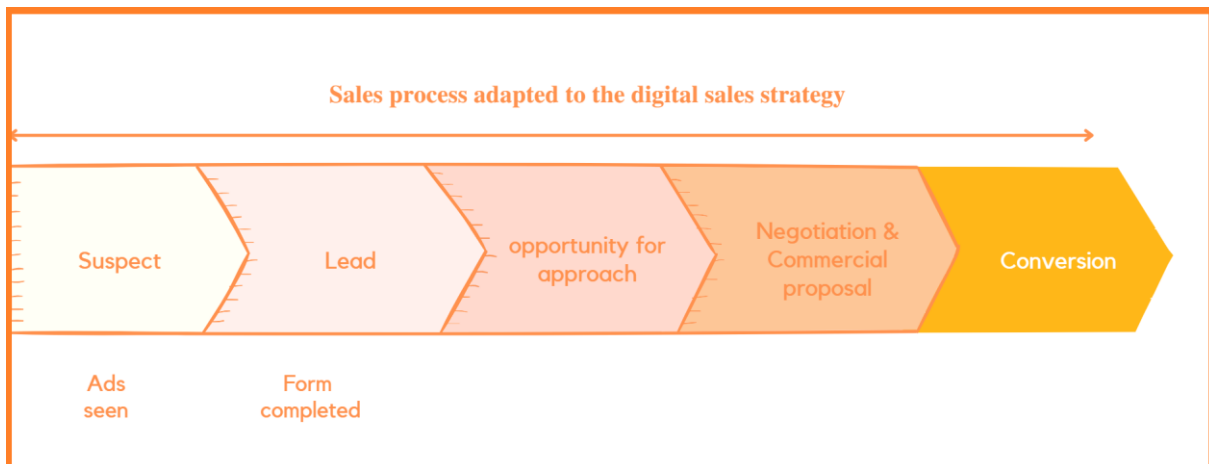 Sales process adapted to the digital sales strategy
Suspect
Lead
opportunity for
approach
Negotiation &
Commercial
proposal
Conversion
Ads
seen
Form
completed